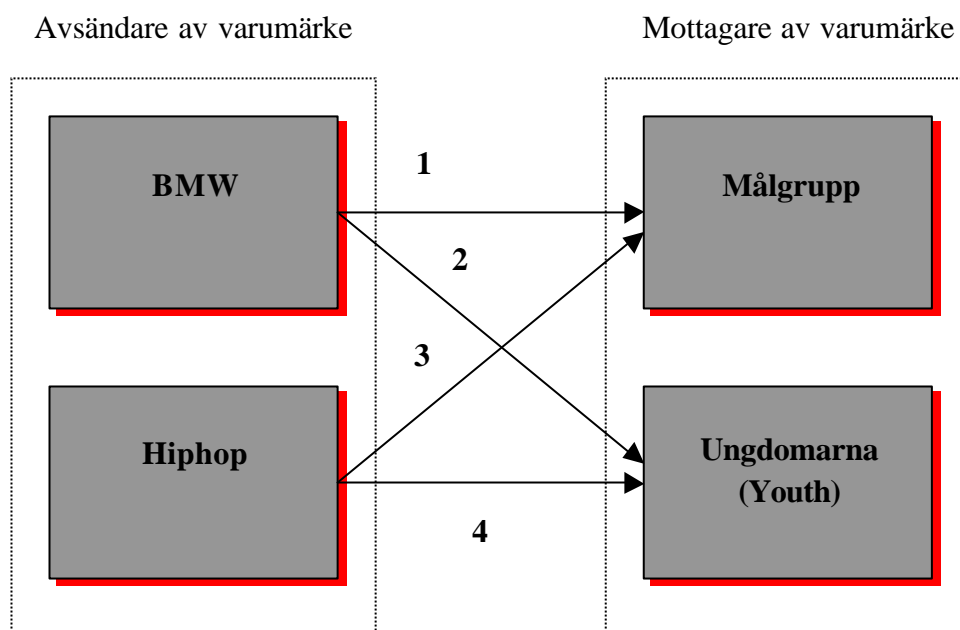 Avsändare av varumärke
Mottagare av varumärke
BMW
1
Målgrupp
2
3
Hiphop
Ungdomarna
(Youth)
4